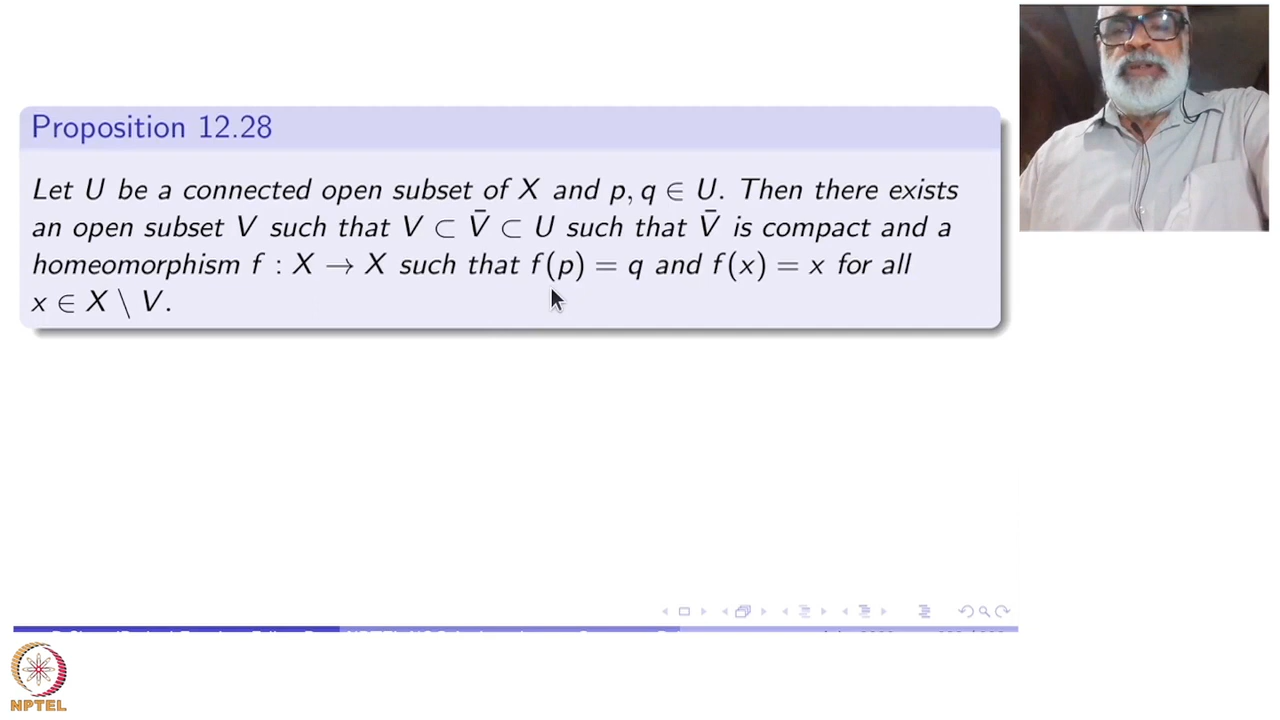 Proposition 12.28
Let U be a connected open subset of X and p, q ∈ U. Then there exists
an open subset V such that V ⊂ V̄ ⊂ U such that V̄ is compact and a
homeomorphism f : X → X such that f(p) = q and f(x) = x for all
x ∈ X \ V.
NPTEL